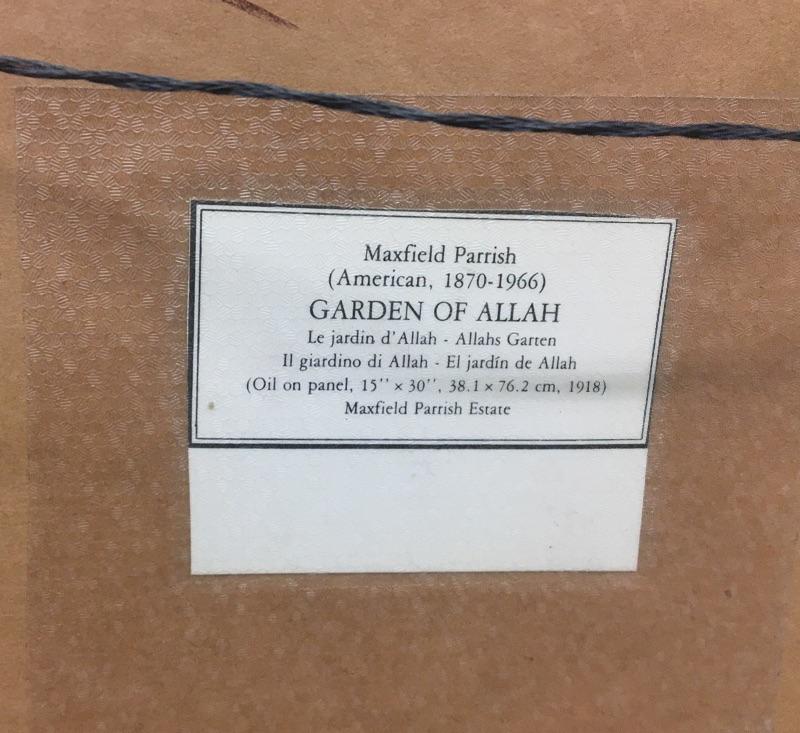 Maxfield Parrish
(American, 1870-1966)
GARDEN OF ALLAH
Le jardin d'Allah - Allahs Garten
Il giardino di Allah - El jardín de Allah
(Oil on panel, 15'' × 30'', 38.1 × 76.2 cm, 1918)
Maxfield Parrish Estate